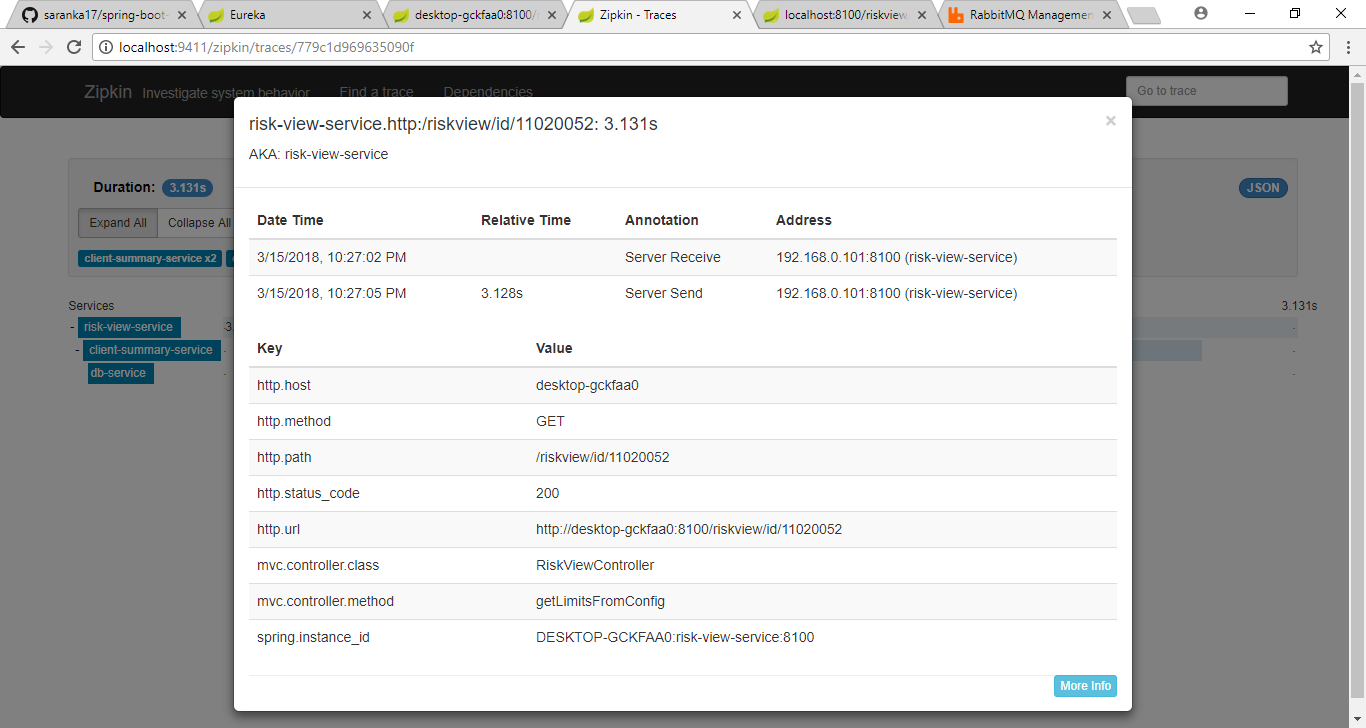 saranka17/spring-boot-
Eureka
desktop-gckfaa0:8100/
Zipkin - Traces
localhost:8100/riskview
RabbitMQ Managemen
localhost:9411/zipkin/traces/779c1d969635090f
Zipkin Investigate system behavior Find a trace Dependencies Go to trace
risk-view-service.http:/riskview/id/11020052: 3.131s ×
AKA: risk-view-service
Duration: 3.131s JSON
Expand All Collapse All
client-summary-service x2
Date Time Relative Time Annotation Address
3/15/2018, 10:27:02 PM Server Receive 192.168.0.101:8100 (risk-view-service)
3/15/2018, 10:27:05 PM 3.128s Server Send 192.168.0.101:8100 (risk-view-service)
Services 3.131s
- risk-view-service 3.
- client-summary-service
db-service
Key Value
http.host desktop-gckfaa0
http.method GET
http.path /riskview/id/11020052
http.status_code 200
http.url http://desktop-gckfaa0:8100/riskview/id/11020052
mvc.controller.class RiskViewController
mvc.controller.method getLimitsFromConfig
spring.instance_id DESKTOP-GCKFAA0:risk-view-service:8100
More Info